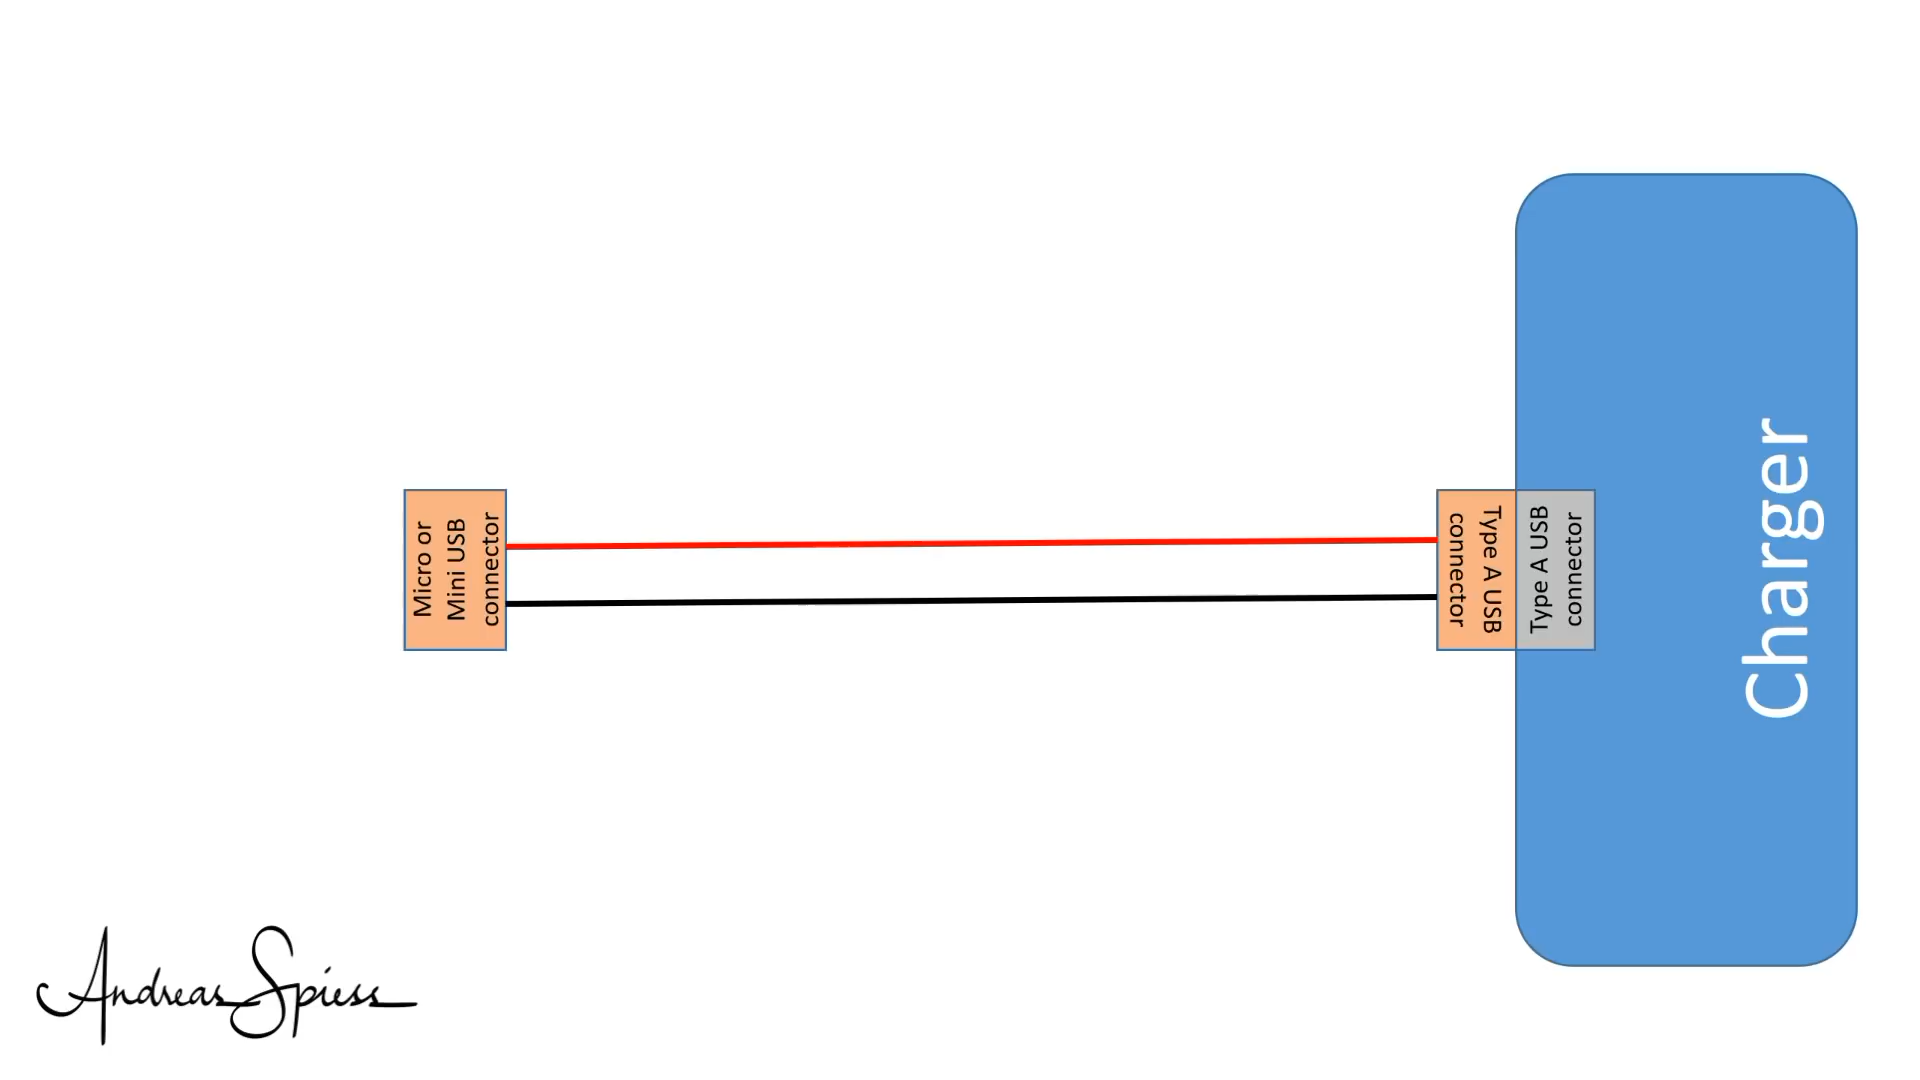 Micro or
Mini USB
connector
Type A USB
connector
Type A USB
connector
Charger
Andreas Spiess